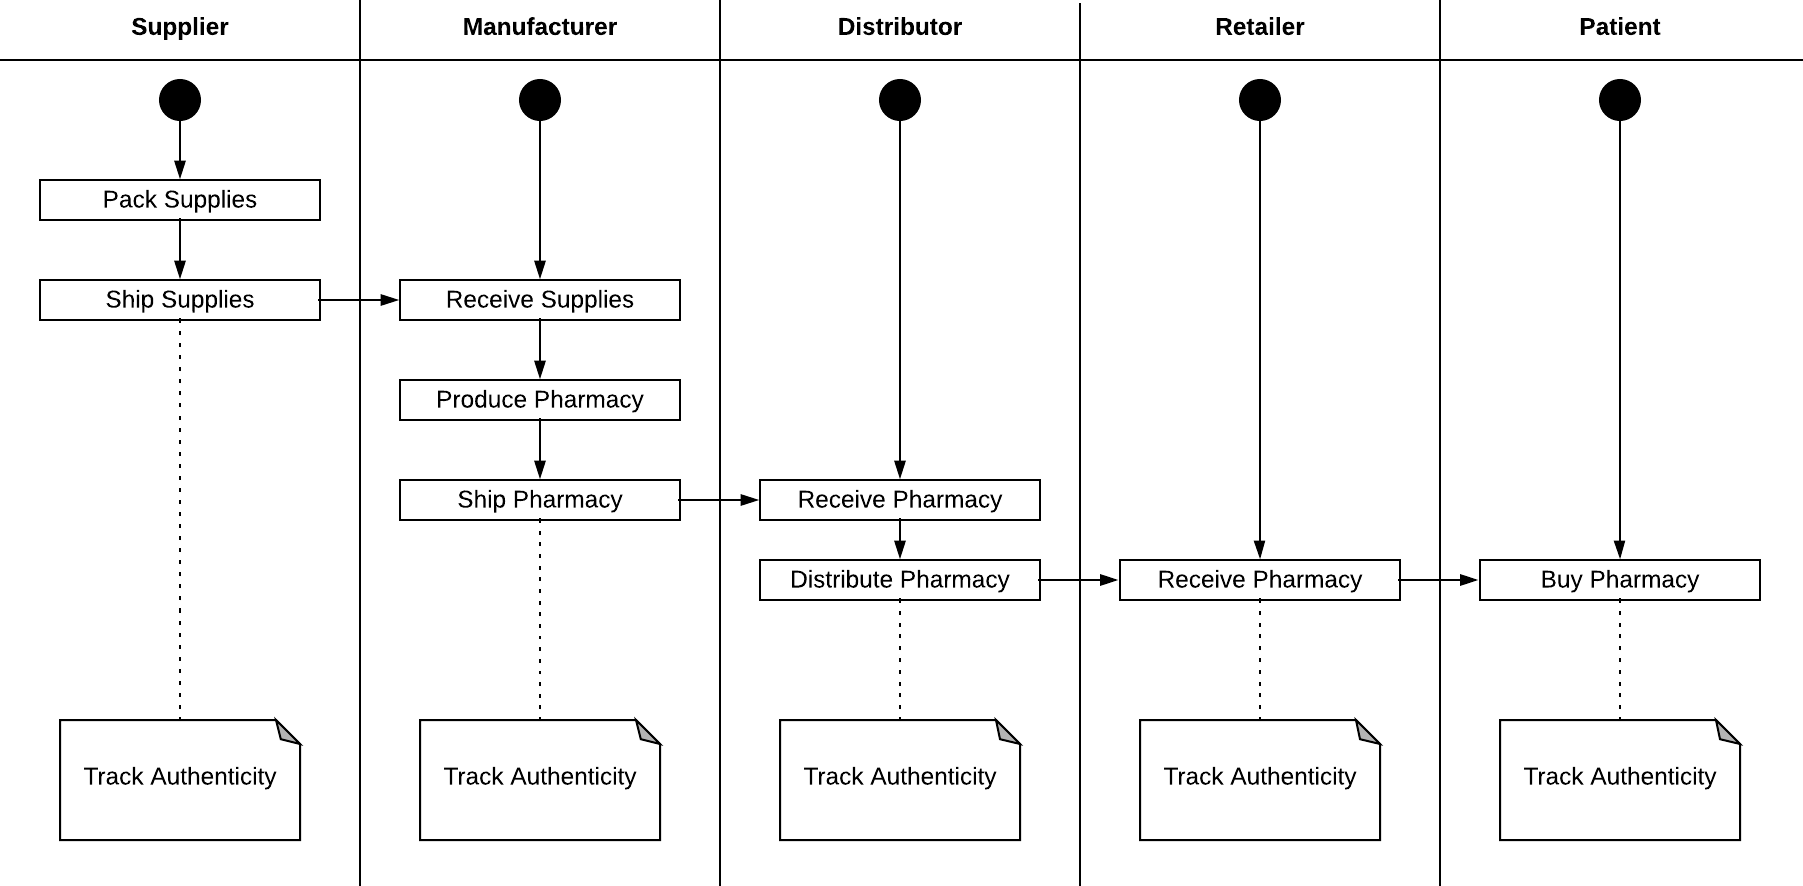 Supplier
Manufacturer
Distributor
Retailer
Patient
Pack Supplies
Ship Supplies
Receive Supplies
Produce Pharmacy
Ship Pharmacy
Receive Pharmacy
Distribute Pharmacy
Receive Pharmacy
Buy Pharmacy
Track Authenticity
Track Authenticity
Track Authenticity
Track Authenticity
Track Authenticity